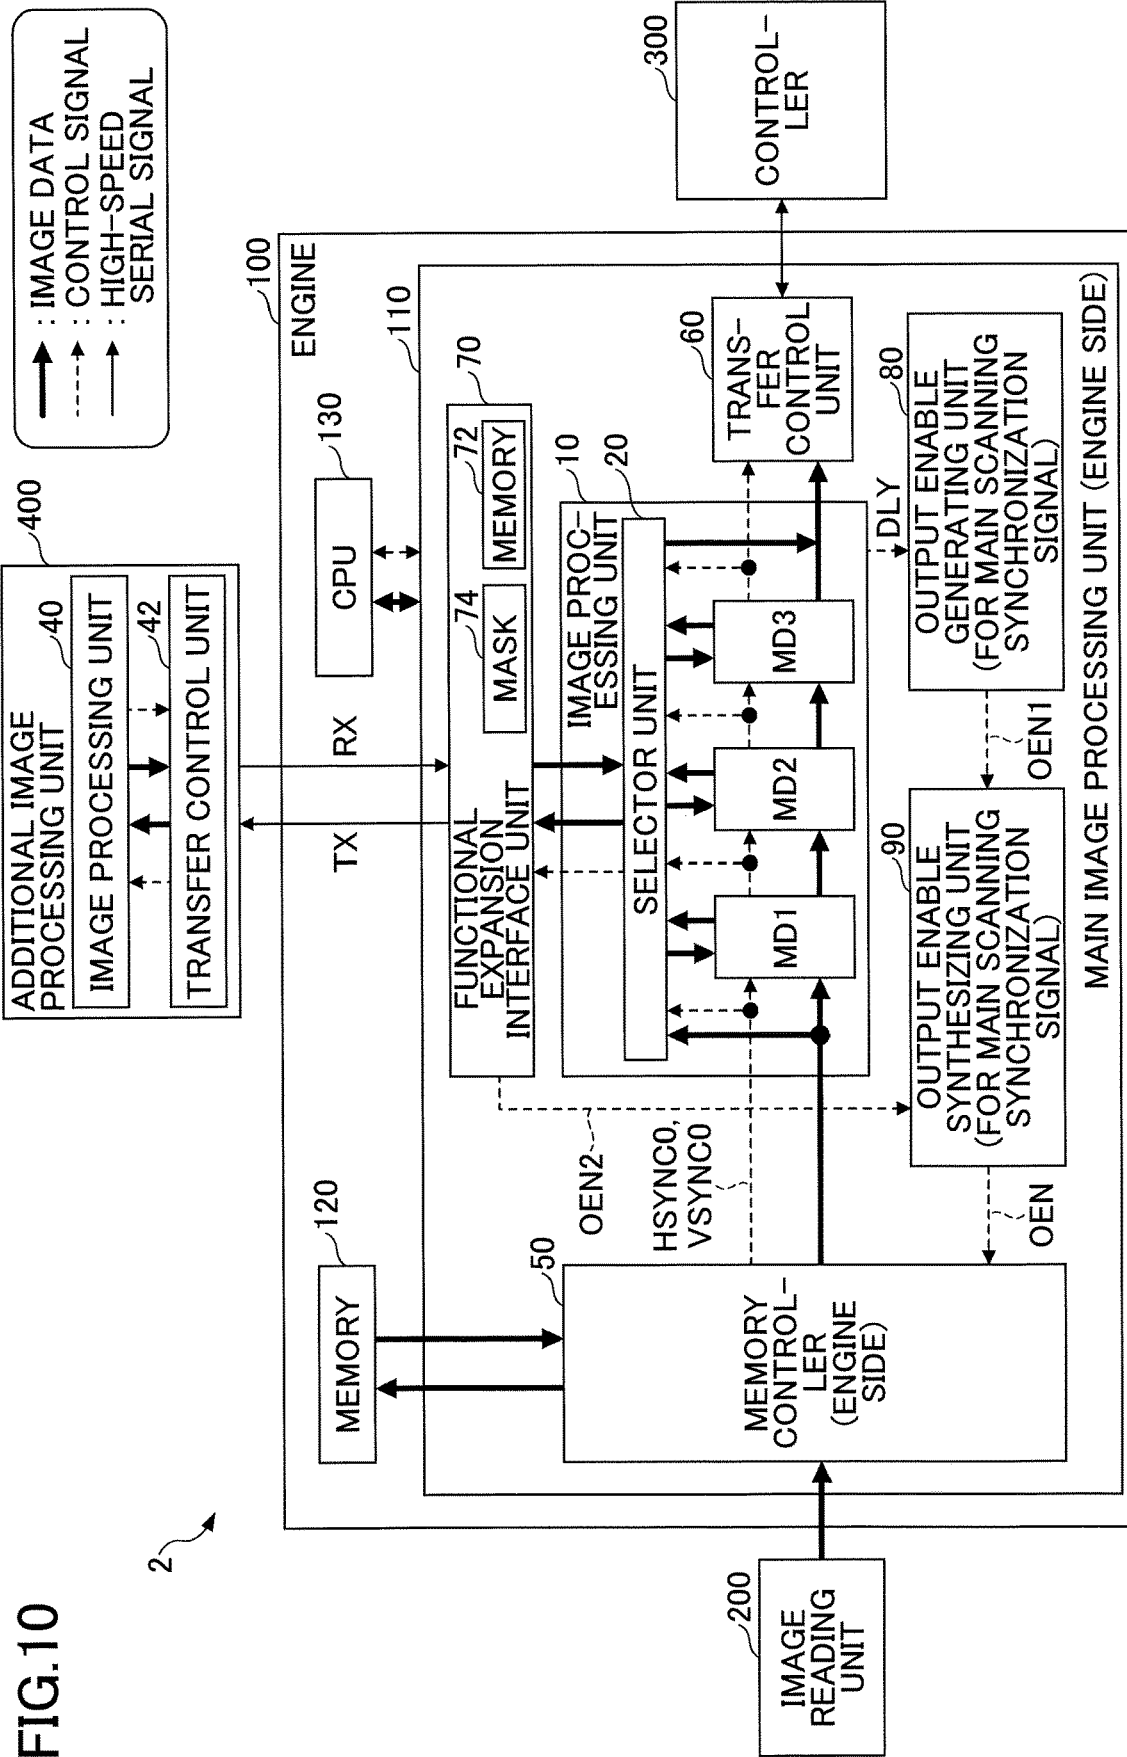 FIG.10
2
: IMAGE DATA
: CONTROL SIGNAL
: HIGH-SPEED
SERIAL SIGNAL
400
ADDITIONAL IMAGE
PROCESSING UNIT
40
IMAGE PROCESSING UNIT
42
TRANSFER CONTROL UNIT
TX
RX
100
ENGINE
120
MEMORY
130
CPU
110
70
FUNCTIONAL
EXPANSION
INTERFACE UNIT
74
MASK
72
MEMORY
OEN2
10
IMAGE PROC-
ESSING UNIT
20
SELECTOR UNIT
HSYNC0,
VSYNC0
MD1
MD2
MD3
60
TRANS-
FER
CONTROL
UNIT
300
CONTROL-
LER
50
MEMORY
CONTROL-
LER
(ENGINE
SIDE)
200
IMAGE
READING
UNIT
DLY
80
OUTPUT ENABLE
GENERATING UNIT
(FOR MAIN SCANNING
SYNCHRONIZATION
SIGNAL)
OEN1
90
OUTPUT ENABLE
SYNTHESIZING UNIT
(FOR MAIN SCANNING
SYNCHRONIZATION
SIGNAL)
OEN
MAIN IMAGE PROCESSING UNIT (ENGINE SIDE)